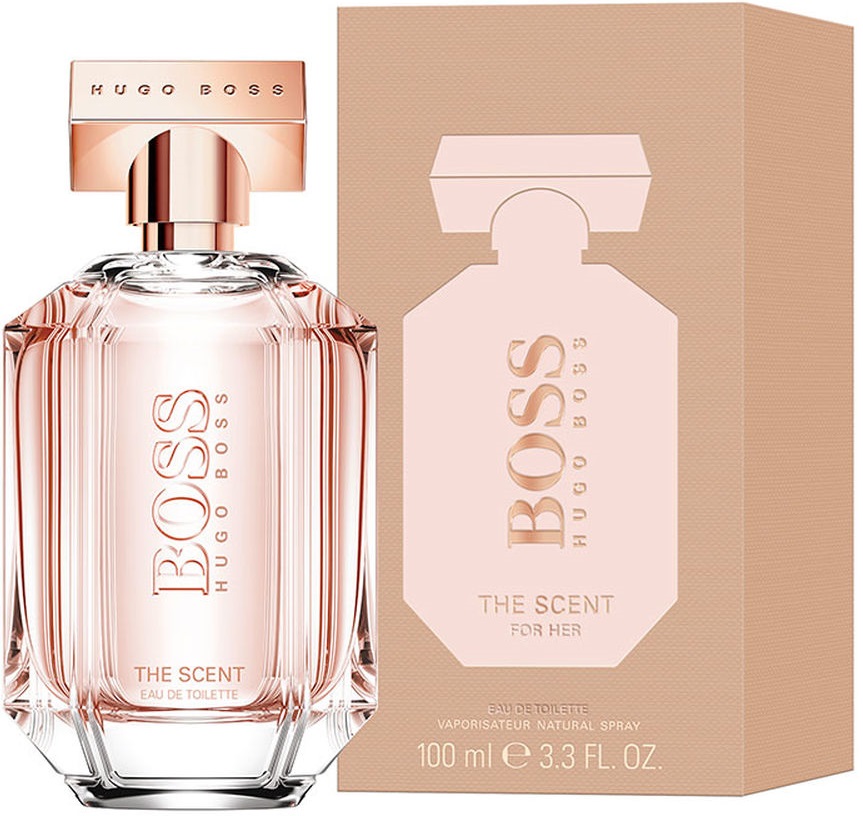 HUGO BOSS
BOSS
HUGO BOSS
THE SCENT
EAU DE TOILETTE
BOSS
HUGO BOSS
THE SCENT
FOR HER
EAU DE TOILETTE
VAPORISATEUR NATURAL SPRAY
100 ml ℮ 3.3 FL. OZ.